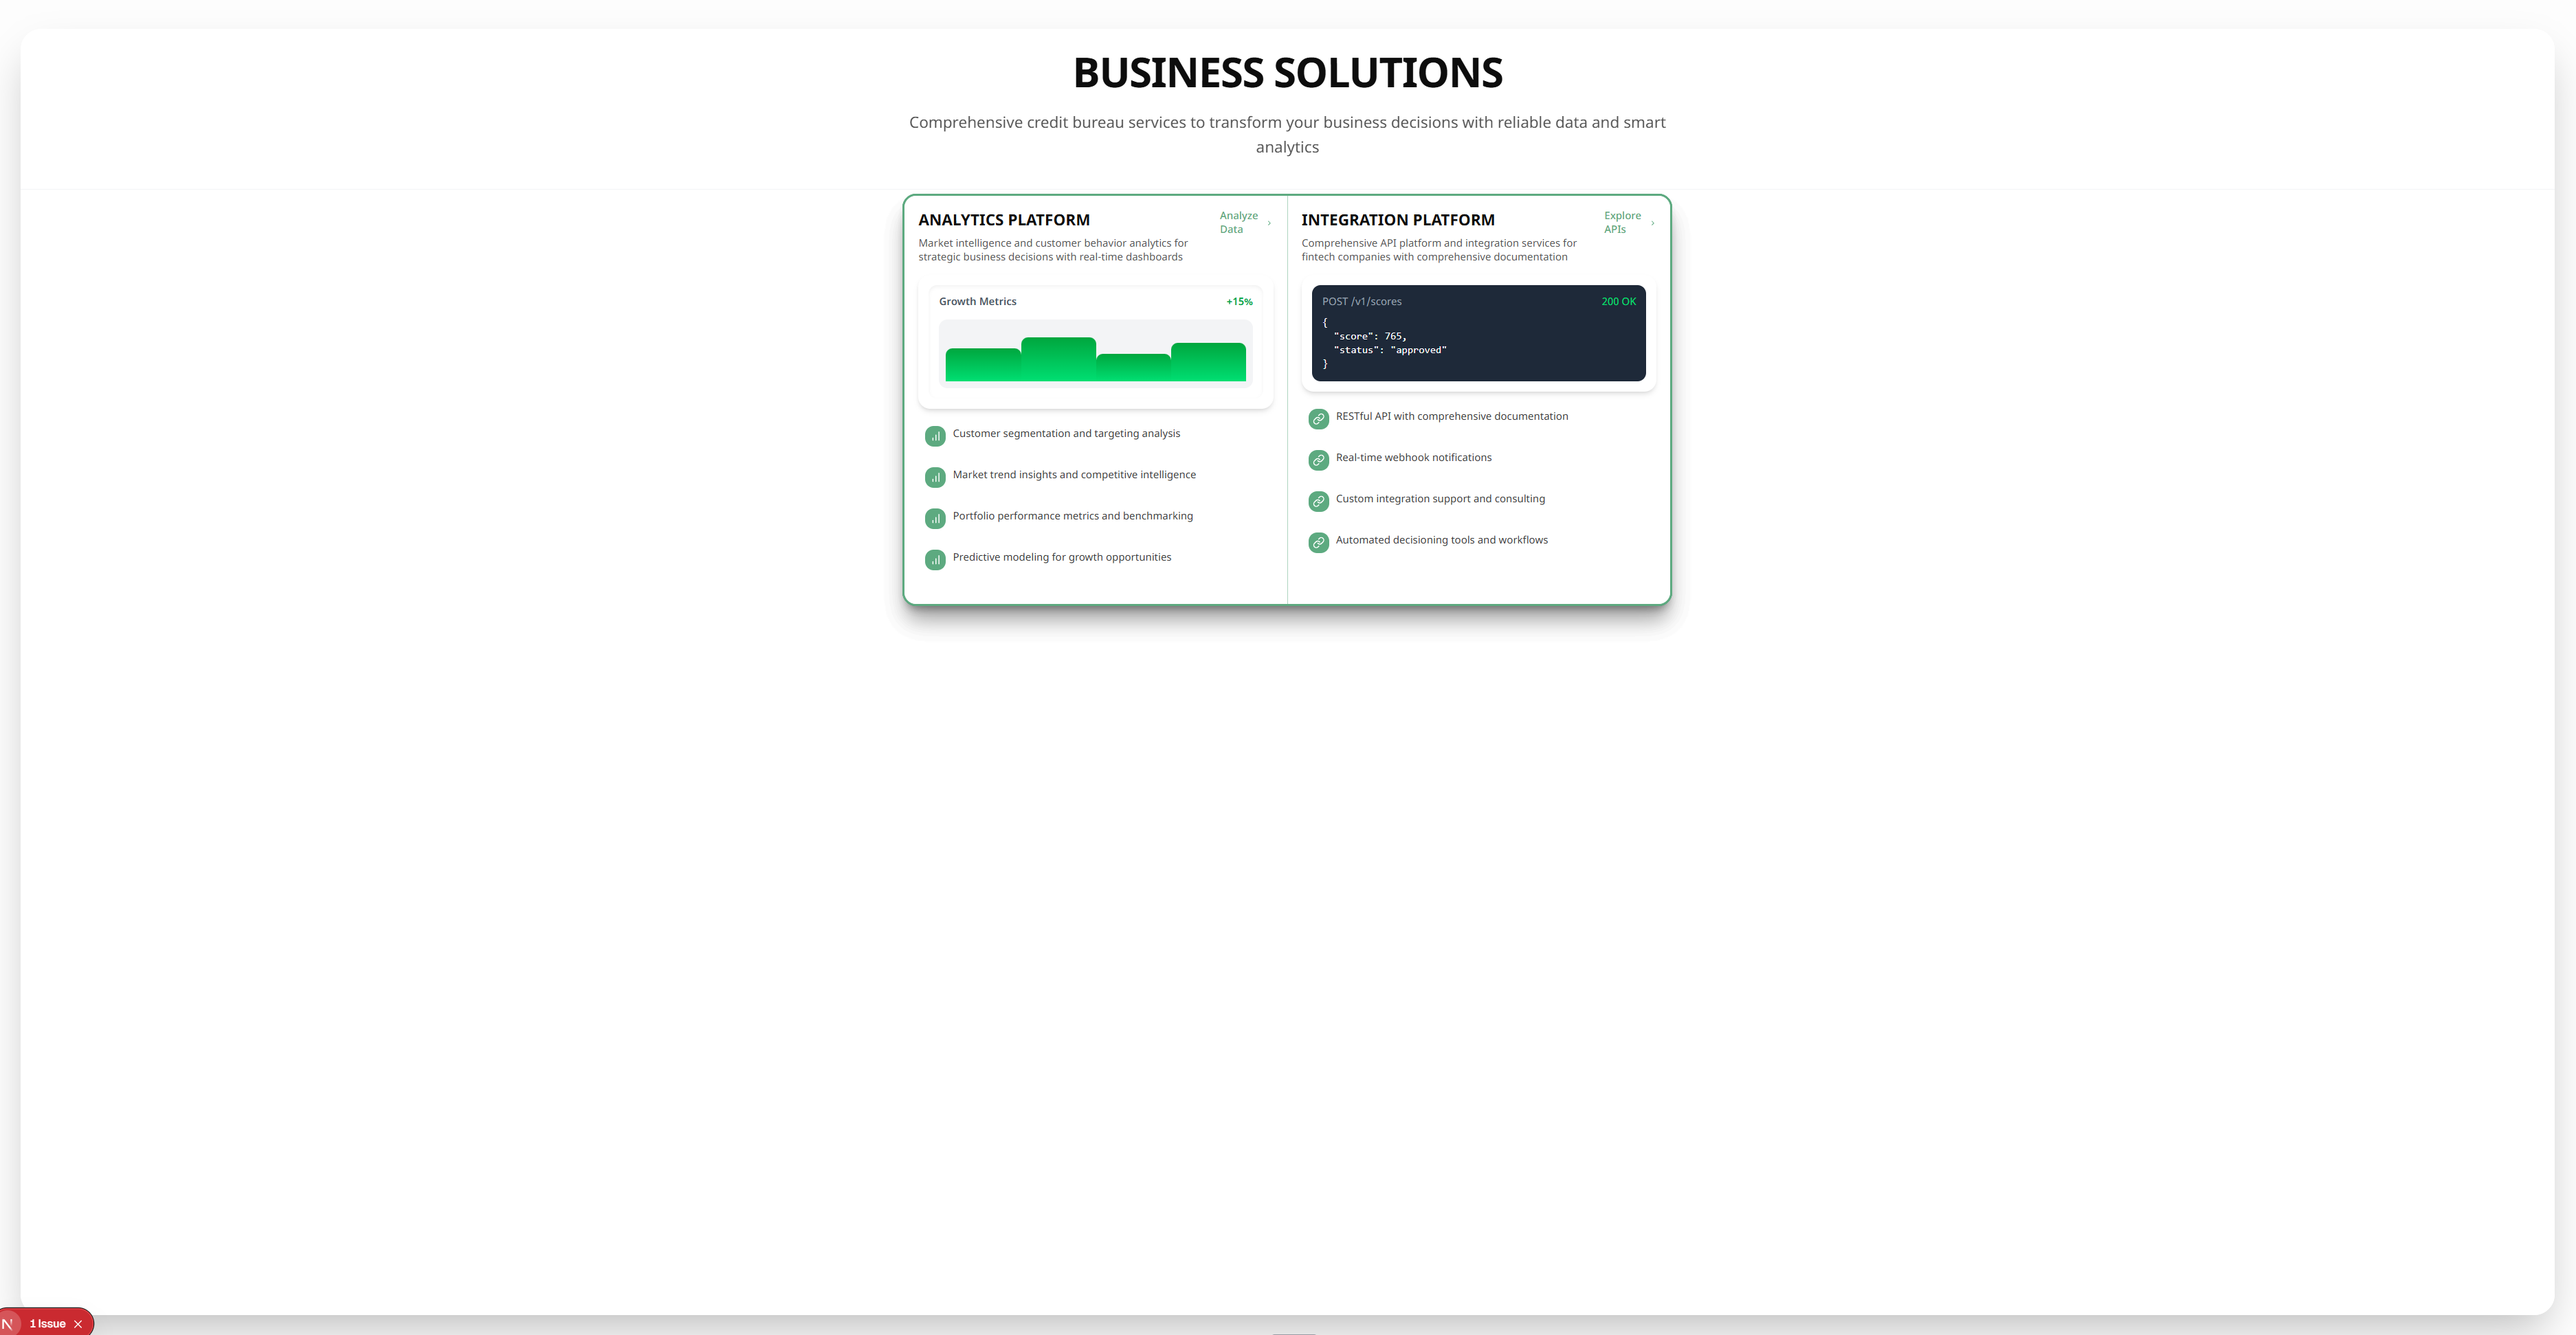 BUSINESS SOLUTIONS
Comprehensive credit bureau services to transform your business decisions with reliable data and smart
analytics
ANALYTICS PLATFORM
Analyze
Data
Market intelligence and customer behavior analytics for
strategic business decisions with real-time dashboards
Growth Metrics
+15%
Customer segmentation and targeting analysis
Market trend insights and competitive intelligence
Portfolio performance metrics and benchmarking
Predictive modeling for growth opportunities
INTEGRATION PLATFORM
Explore
APIs
Comprehensive API platform and integration services for
fintech companies with comprehensive documentation
POST /v1/scores
200 OK
{
"score": 765,
"status": "approved"
}
RESTful API with comprehensive documentation
Real-time webhook notifications
Custom integration support and consulting
Automated decisioning tools and workflows
N
1 Issue